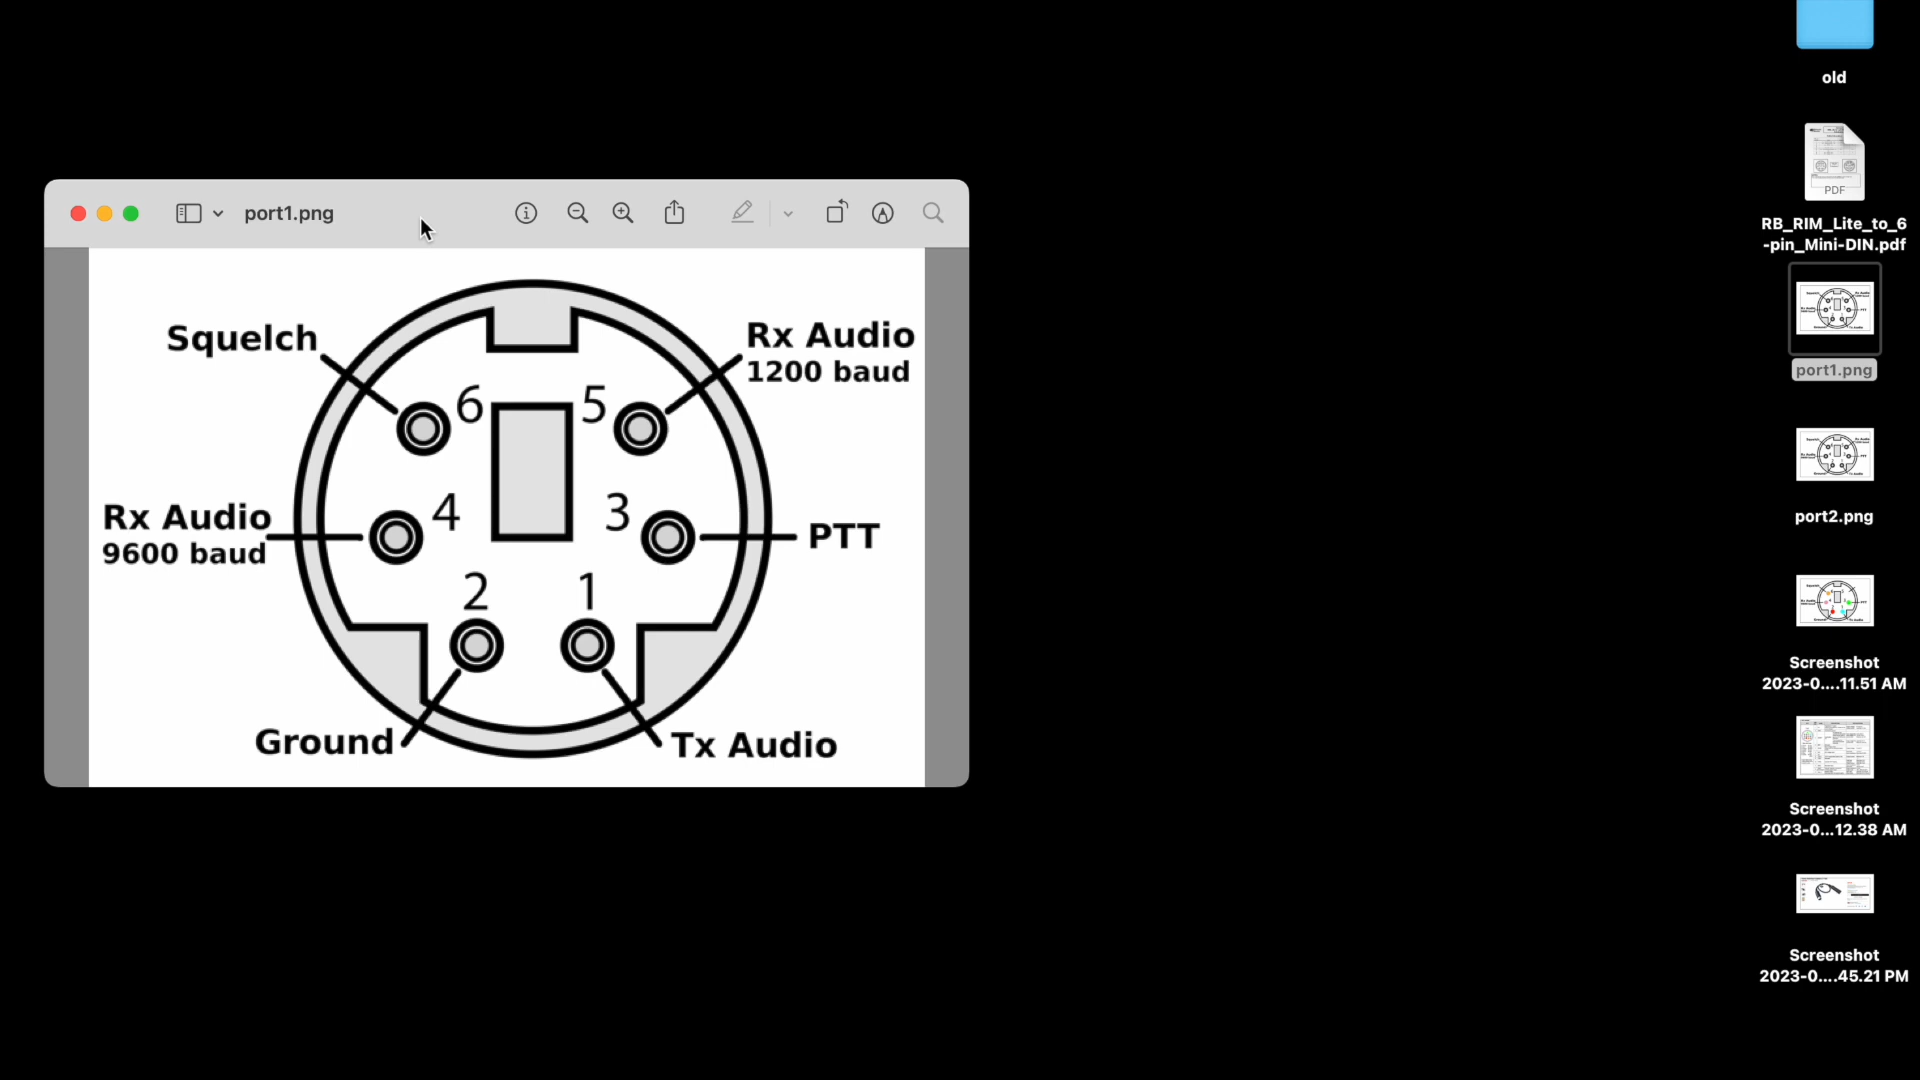 old
PDF
RB_RIM_Lite_to_6
-pin_Mini-DIN.pdf
port1.png
port1.png
port2.png
Screenshot
2023-0....11.51 AM
Screenshot
2023-0...12.38 AM
Screenshot
2023-0....45.21 PM
Squelch
Rx Audio
1200 baud
6
5
Rx Audio
9600 baud
4
3
PTT
2
1
Ground
Tx Audio